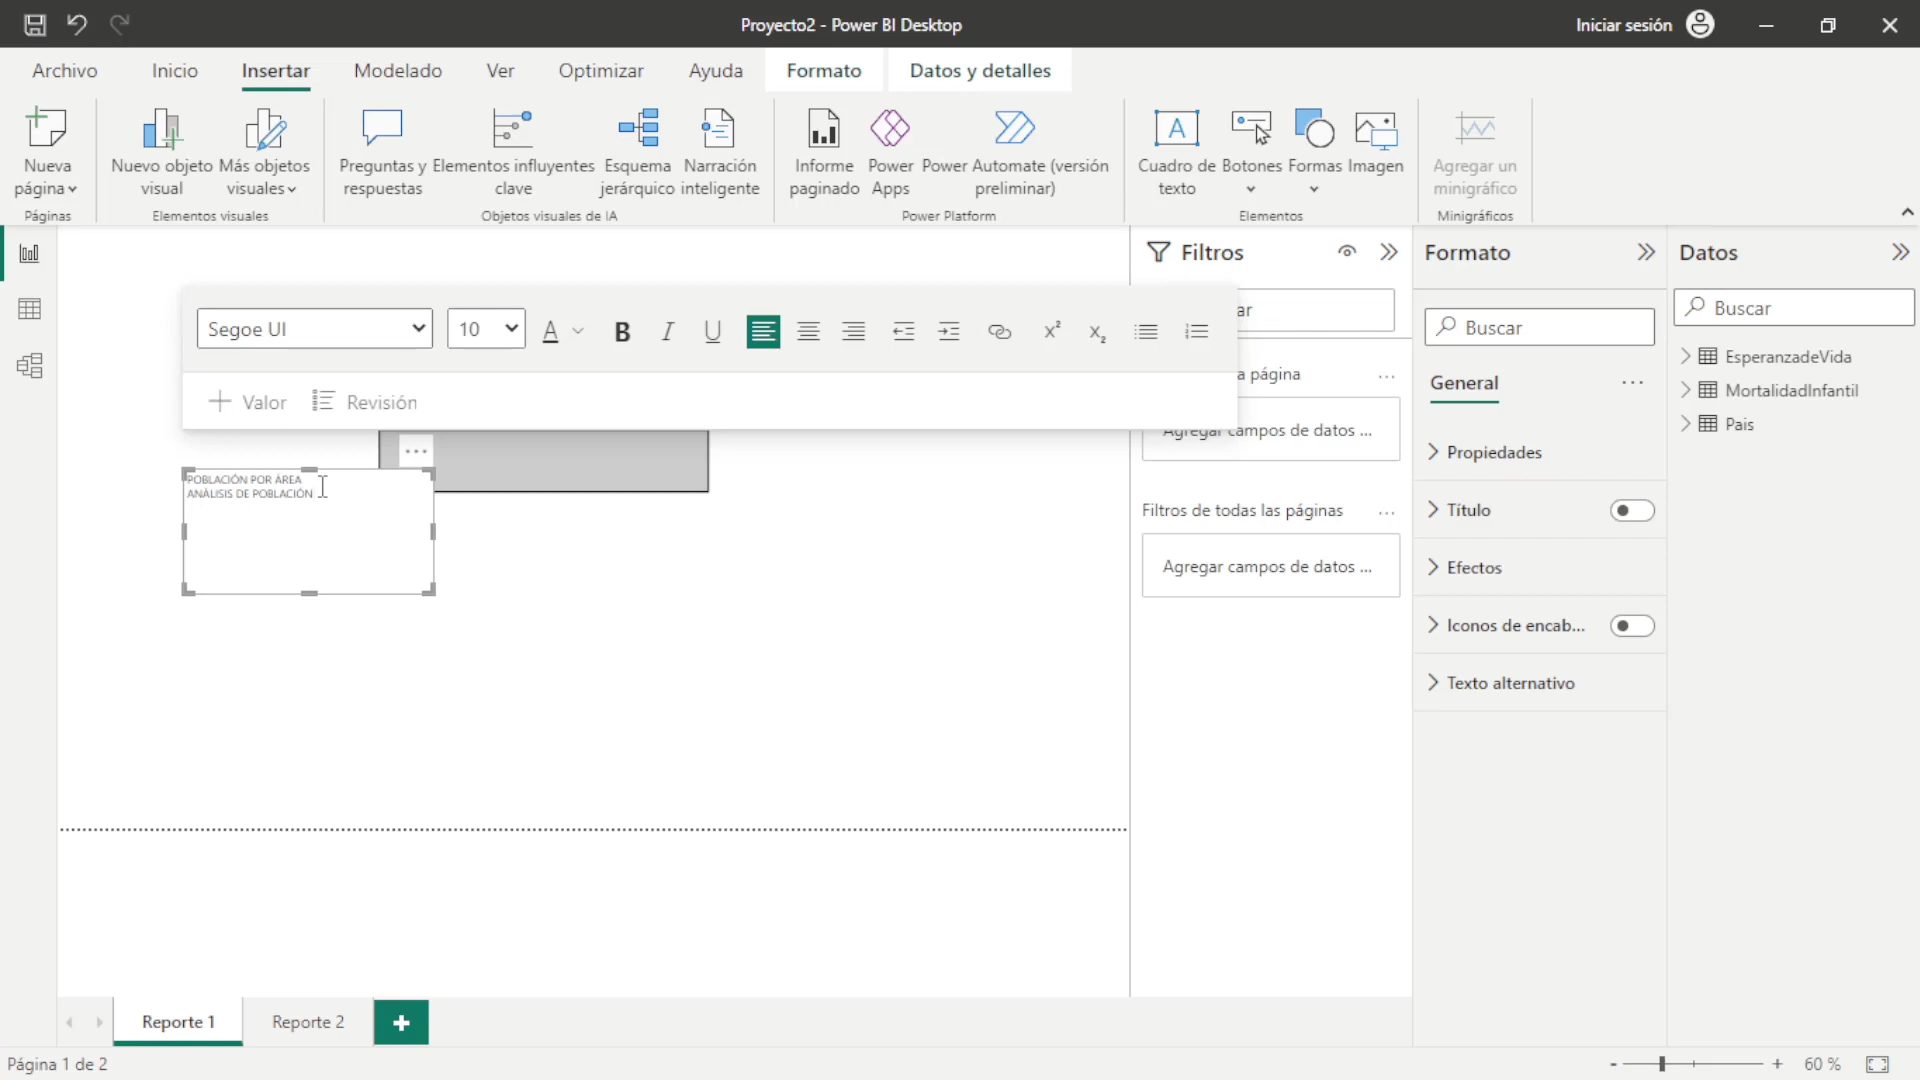 Proyecto2 - Power BI Desktop
Iniciar sesión
Archivo
Inicio
Insertar
Modelado
Ver
Optimizar
Ayuda
Formato
Datos y detalles
Nueva página
Páginas
Nuevo objeto visual
Más objetos visuales
Elementos visuales
Preguntas y respuestas
Elementos influyentes clave
Esquema jerárquico
Narración inteligente
Objetos visuales de IA
Informe paginado
Power Apps
Power Automate (versión preliminar)
Power Platform
Cuadro de texto
Botones
Formas
Imagen
Elementos
Agregar un minigráfico
Minigráficos
Segoe UI
10
A
B
I
U
x²
x₂
Valor
Revisión
POBLACIÓN POR ÁREA
ANÁLISIS DE POBLACIÓN
Filtros
ar
a página
Agregar campos de datos ...
Filtros de todas las páginas
Agregar campos de datos ...
Formato
Buscar
General
Propiedades
Título
Efectos
Iconos de encab...
Texto alternativo
Datos
Buscar
EsperanzadeVida
MortalidadInfantil
Pais
Reporte 1
Reporte 2
Página 1 de 2
60 %